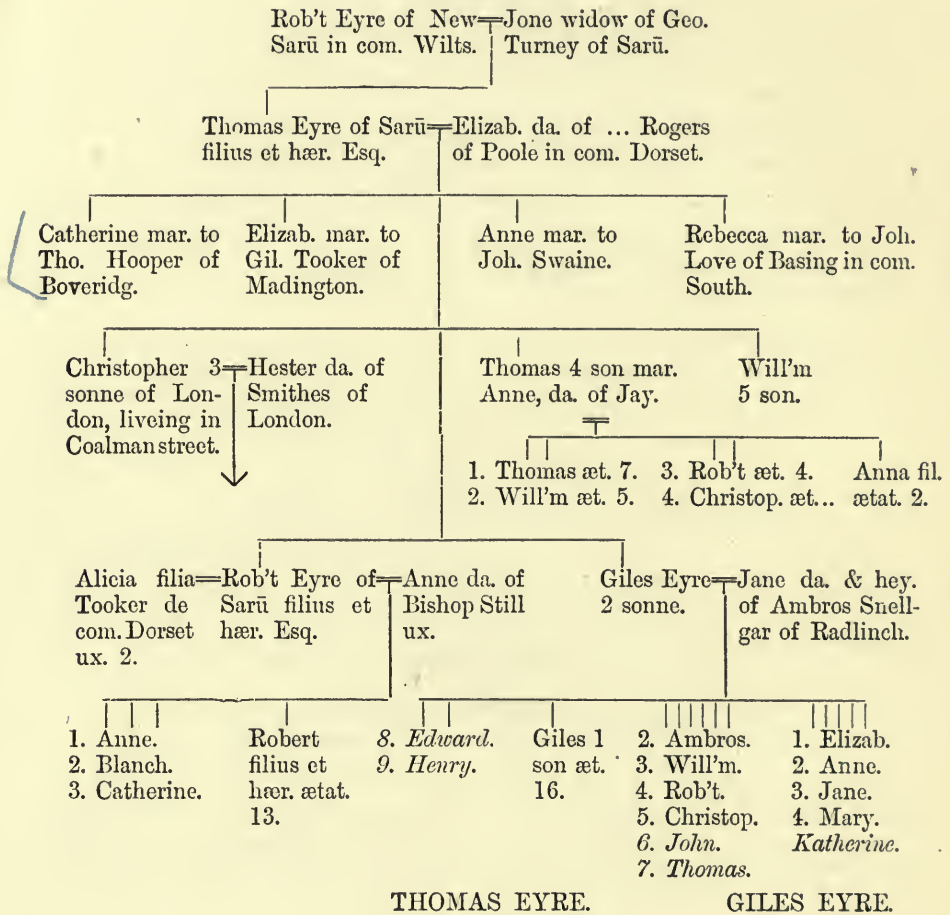 Rob't Eyre of New
Sarū in com. Wilts.
Jone widow of Geo.
Turney of Sarū.
Thomas Eyre of Sarū
filius et hær. Esq.
Elizab. da. of ... Rogers
of Poole in com. Dorset.
Catherine mar. to
Tho. Hooper of
Boveridg.
Elizab. mar. to
Gil. Tooker of
Madington.
Anne mar. to
Joh. Swaine.
Rebecca mar. to Joh.
Love of Basing in com.
South.
Christopher 3
sonne of Lon-
don, liveing in
Coalman street.
Hester da. of
Smithes of
London.
Thomas 4 son mar.
Anne, da. of Jay.
Will'm
5 son.
1. Thomas æt. 7.
2. Will'm æt. 5.
3. Rob't æt. 4.
4. Christop. æt...
Anna fil.
ætat. 2.
Alicia filia
Tooker de
com. Dorset
ux. 2.
Rob't Eyre of
Sarū filius et
hær. Esq.
Anne da. of
Bishop Still
ux.
Giles Eyre
2 sonne.
Jane da. & hey.
of Ambros Snell-
gar of Radlinch.
1. Anne.
2. Blanch.
3. Catherine.
Robert
filius et
hær. ætat.
13.
8. Edward.
9. Henry.
Giles 1
son æt.
16.
2. Ambros.
3. Will'm.
4. Rob't.
5. Christop.
6. John.
7. Thomas.
1. Elizab.
2. Anne.
3. Jane.
4. Mary.
Katherine.
THOMAS EYRE.
GILES EYRE.